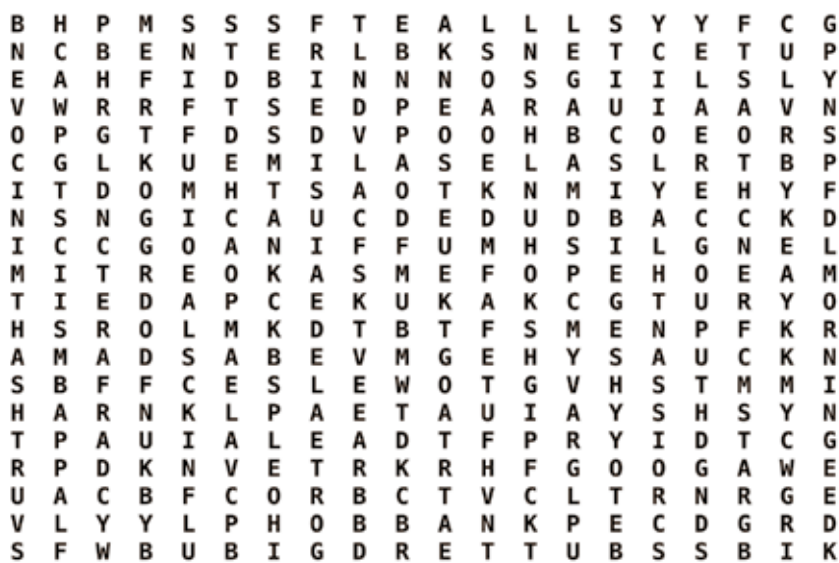 B H P M S S S F T E A L L L S Y Y F C G
N C B E N T E R L B K S N E T C E T U P
E A H F I D B I N N N O S G I I L S L Y
V W R R F T S E D P E A R A U I A A V N
O P G T F D S D V P O O H B C O E O R S
C G L K U E M I L A S E L A S L R T B P
I T D O M H T S A O T K N M I Y E H Y F
N S N G I C A U C D E D U D B A C C K D
I C C G O A N I F F U M H S I L G N E L
M I T R E O K A S M E F O P E H O E A M
T I E D A P C E K U K A K C G T U R Y O
H S R O L M K D T B T F S M E N P F K R
A M A D S A B E V M G E H Y S A U C K N
S B F F C E S L E W O T G V H S T M M I
H A R N K L P A E T A U I A Y S H S Y N
T P A U I A L E A D T F P R Y I D T C G
R P D K N V E T R K R H F G O O G A W E
U A C B F C O R B C T V C L T R N R G E
V L Y Y L P H O B B A N K P E C D G R D
S F W B U B I G D R E T T U B S S B I K